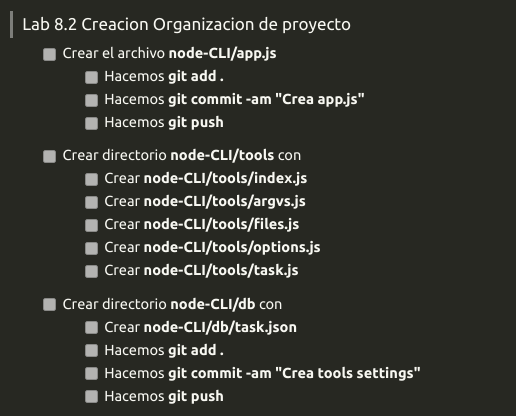 Lab 8.2 Creacion Organizacion de proyecto
Crear el archivo node-CLI/app.js
Hacemos git add .
Hacemos git commit -am "Crea app.js"
Hacemos git push
Crear directorio node-CLI/tools con
Crear node-CLI/tools/index.js
Crear node-CLI/tools/argvs.js
Crear node-CLI/tools/files.js
Crear node-CLI/tools/options.js
Crear node-CLI/tools/task.js
Crear directorio node-CLI/db con
Crear node-CLI/db/task.json
Hacemos git add .
Hacemos git commit -am "Crea tools settings"
Hacemos git push